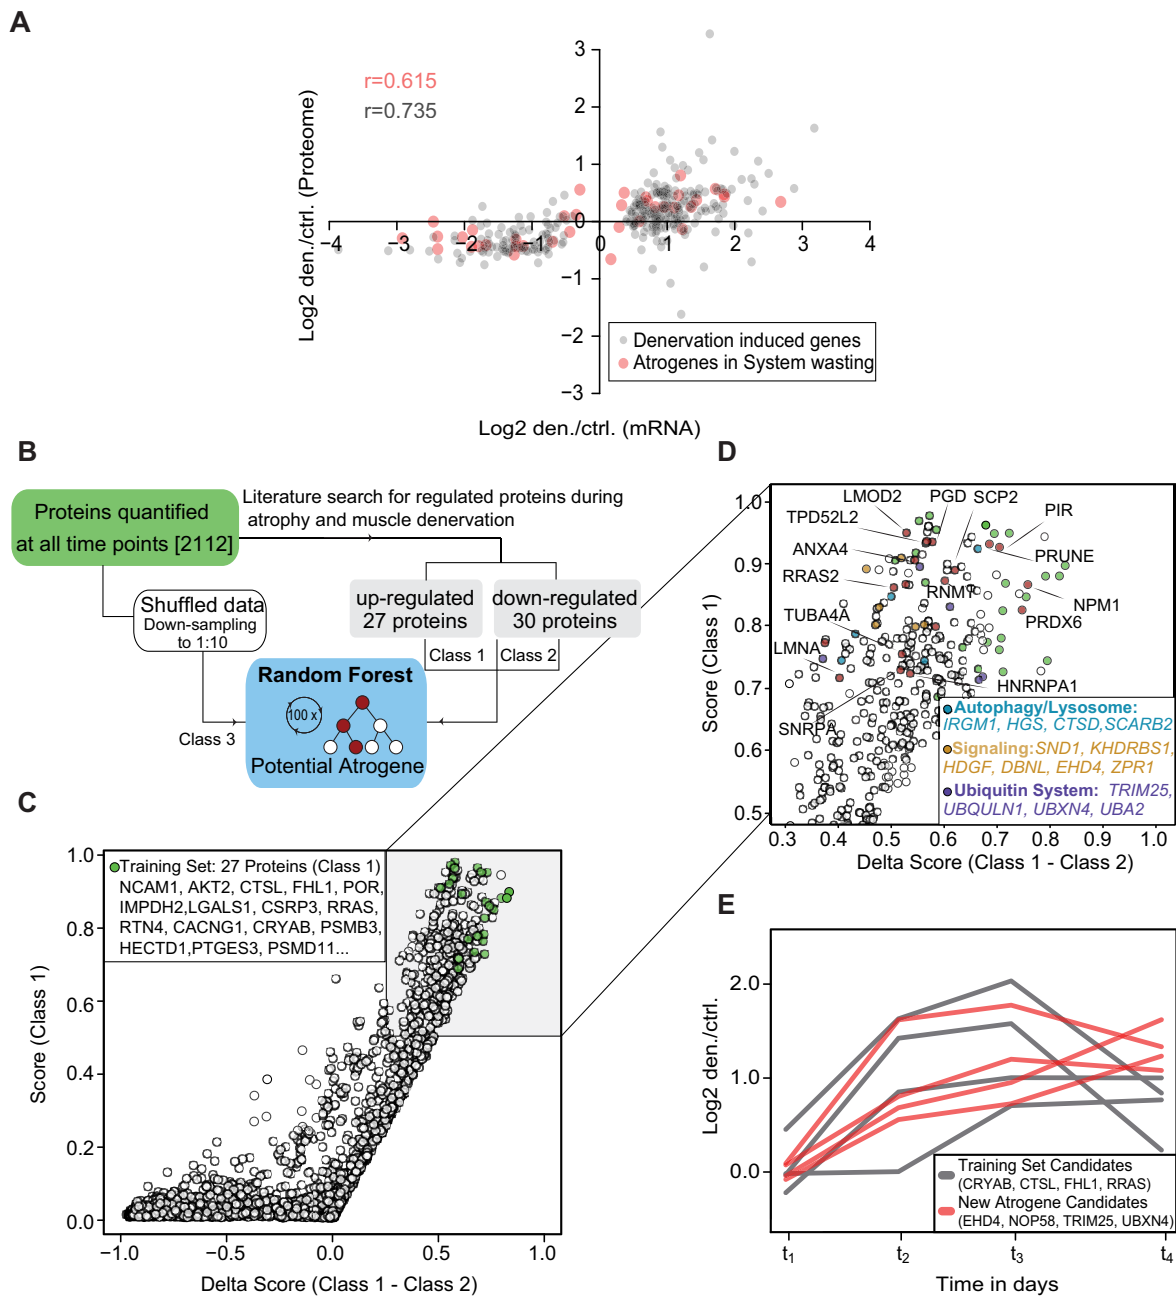 A
3
2
1
0
−1
−2
−3
−4
−3
−2
−1
0
1
2
3
4
r=0.615
r=0.735
Log2 den./ctrl. (Proteome)
Denervation induced genes
Atrogenes in System wasting
Log2 den./ctrl. (mRNA)
B
Proteins quantified
at all time points [2112]
Literature search for regulated proteins during
atrophy and muscle denervation
Shuffled data
Down-sampling
to 1:10
up-regulated
27 proteins
down-regulated
30 proteins
Class 1
Class 2
Class 3
Random Forest
100 x
Potential Atrogene
C
1.0
0.8
0.6
0.4
0.2
0.0
Score (Class 1)
Training Set: 27 Proteins (Class 1)
NCAM1, AKT2, CTSL, FHL1, POR,
IMPDH2,LGALS1, CSRP3, RRAS,
RTN4, CACNG1, CRYAB, PSMB3,
HECTD1,PTGES3, PSMD11...
−1.0
−0.5
0.0
0.5
1.0
Delta Score (Class 1 - Class 2)
D
1.0
0.9
0.8
0.7
0.6
0.5
Score (Class 1)
LMOD2
PGD
SCP2
PIR
TPD52L2
ANXA4
PRUNE
RRAS2
RNMT
NPM1
PRDX6
TUBA4A
LMNA
HNRNPA1
SNRPA
Autophagy/Lysosome:
IRGM1, HGS, CTSD,SCARB2
Signaling:SND1, KHDRBS1,
HDGF, DBNL, EHD4, ZPR1
Ubiquitin System: TRIM25,
UBQULN1, UBXN4, UBA2
0.3
0.4
0.5
0.6
0.7
0.8
0.9
1.0
Delta Score (Class 1 - Class 2)
E
2.0
1.0
0.0
Log2 den./ctrl.
Training Set Candidates
(CRYAB, CTSL, FHL1, RRAS)
New Atrogene Candidates
(EHD4, NOP58, TRIM25, UBXN4)
t1
t2
t3
t4
Time in days